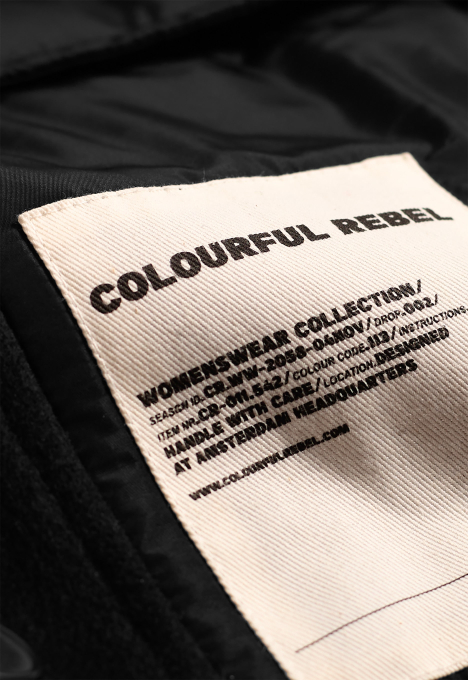 COLOURFUL REBEL
WOMENSWEAR COLLECTION/
SEASON ID.CR.WW-2058-04NOV/DROP.002/
ITEM NR.CR-011.542/COLOUR CODE.113/INSTRUCTIONS.
HANDLE WITH CARE/LOCATION.DESIGNED
AT AMSTERDAM HEADQUARTERS
WWW.COLOURFULREBEL.COM